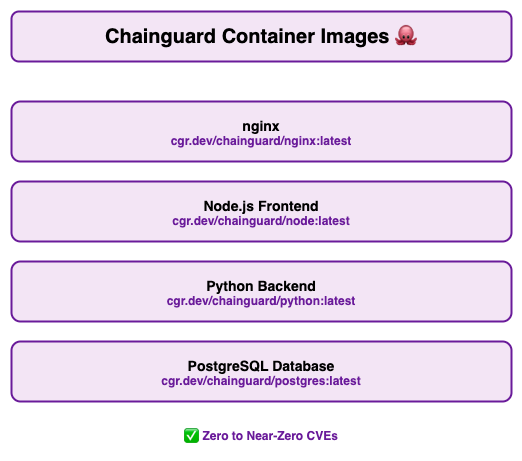 Chainguard Container Images 🐙
nginx
cgr.dev/chainguard/nginx:latest
Node.js Frontend
cgr.dev/chainguard/node:latest
Python Backend
cgr.dev/chainguard/python:latest
PostgreSQL Database
cgr.dev/chainguard/postgres:latest
✅ Zero to Near-Zero CVEs